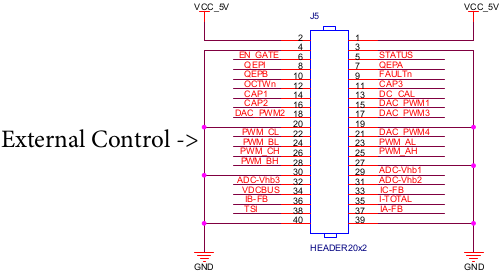 VCC_5V VCC_5V
J5
2 1
4 3
EN_GATE 6 5 STATUS
QEPI 8 7 QEPA
QEPB 10 9 FAULTn
OCTWn 12 11 CAP3
CAP1 14 13 DC_CAL
CAP2 16 15 DAC_PWM1
DAC_PWM2 18 17 DAC_PWM3
20 19
External Control ->
PWM_CL 22 21 DAC_PWM4
PWM_BL 24 23 PWM_AL
PWM_CH 26 25 PWM_AH
PWM_BH 28 27
30 29 ADC-Vhb1
ADC-Vhb3 32 31 ADC-Vhb2
VDCBUS 34 33 IC-FB
IB-FB 36 35 I-TOTAL
TSI 38 37 IA-FB
40 39
HEADER20x2
GND GND